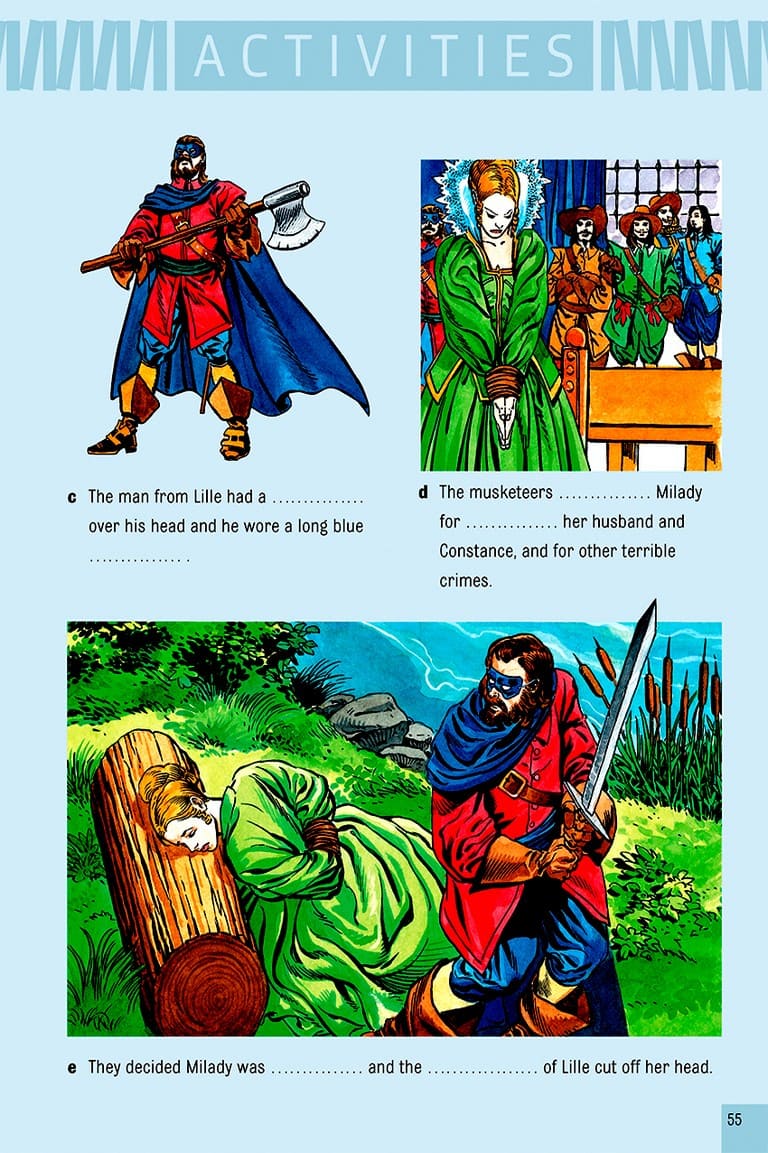 ACTIVITIES
c The man from Lille had a ...............
over his head and he wore a long blue
............... .
d The musketeers ............... Milady
for ............... her husband and
Constance, and for other terrible
crimes.
e They decided Milady was ............... and the .................. of Lille cut off her head.
55